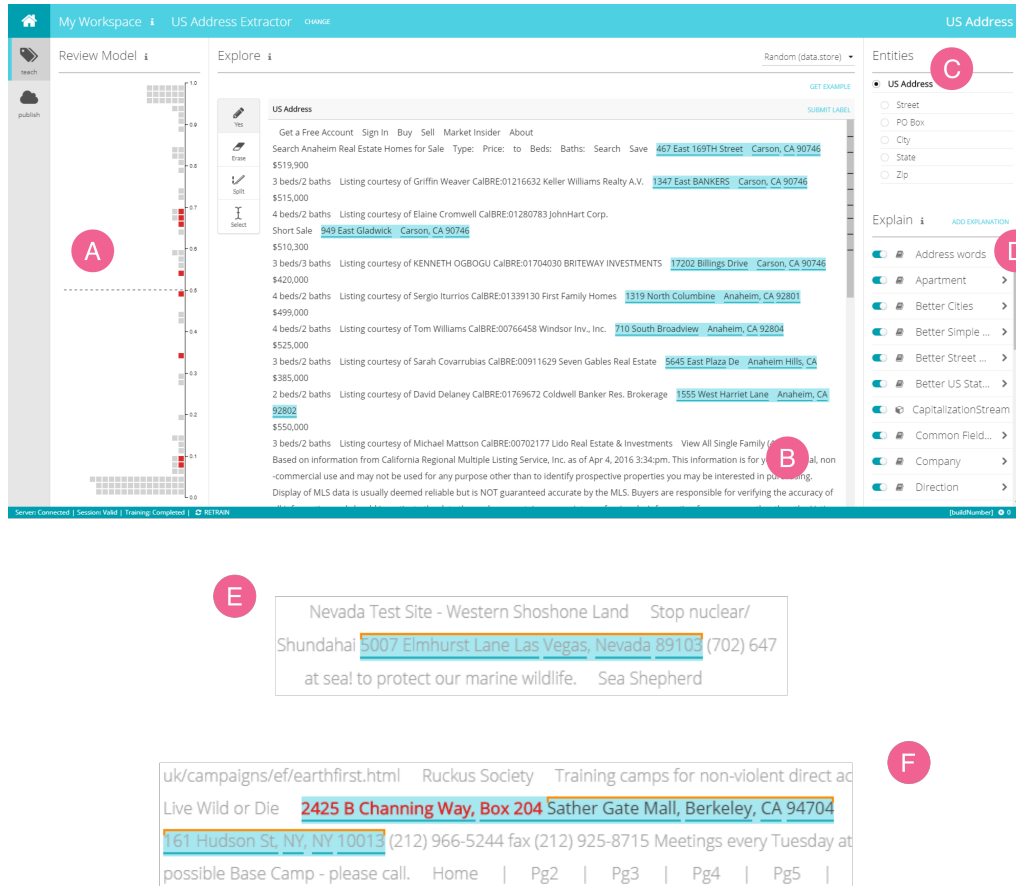 My Workspace i US Address Extractor CHANGE US Address
teach
publish
Review Model i
1.0
0.9
0.8
0.7
0.6
0.5
0.4
0.3
0.2
0.1
0.0
A
Explore i Random (data.store)
GET EXAMPLE
US Address SUBMIT LABEL
Yes
Erase
Split
Select
Get a Free Account Sign In Buy Sell Market Insider About
Search Anaheim Real Estate Homes for Sale Type: Price: to Beds: Baths: Search Save 467 East 169TH Street Carson, CA 90746
$519,900
3 beds/2 baths Listing courtesy of Griffin Weaver CalBRE:01216632 Keller Williams Realty A.V. 1347 East BANKERS Carson, CA 90746
$515,000
4 beds/2 baths Listing courtesy of Elaine Cromwell CalBRE:01280783 JohnHart Corp.
Short Sale 949 East Gladwick Carson, CA 90746
$510,300
3 beds/3 baths Listing courtesy of KENNETH OGBOGU CalBRE:01704030 BRITEWAY INVESTMENTS 17202 Billings Drive Carson, CA 90746
$420,000
4 beds/2 baths Listing courtesy of Sergio Iturrios CalBRE:01339130 First Family Homes 1319 North Columbine Anaheim, CA 92801
$499,000
4 beds/2 baths Listing courtesy of Tom Williams CalBRE:00766458 Windsor Inv., Inc. 710 South Broadview Anaheim, CA 92804
$525,000
3 beds/2 baths Listing courtesy of Sarah Covarrubias CalBRE:00911629 Seven Gables Real Estate 5645 East Plaza De Anaheim Hills, CA
$385,000
2 beds/2 baths Listing courtesy of David Delaney CalBRE:01769672 Coldwell Banker Res. Brokerage 1555 West Harriet Lane Anaheim, CA
92802
$550,000
3 beds/2 baths Listing courtesy of Michael Mattson CalBRE:00702177 Lido Real Estate & Investments View All Single Family
Based on information from California Regional Multiple Listing Service, Inc. as of Apr 4, 2016 3:34:pm. This information is for non
-commercial use and may not be used for any purpose other than to identify prospective properties you may be interested in
Display of MLS data is usually deemed reliable but is NOT guaranteed accurate by the MLS. Buyers are responsible for verifying the accuracy of
B
Entities
C
US Address
Street
PO Box
City
State
Zip
Explain i ADD EXPLANATION
D
Address words
Apartment
Better Cities
Better Simple ...
Better Street ...
Better US Stat...
CapitalizationStream
Common Field...
Company
Direction
Server: Connected | Session: Valid | Training: Completed | RETRAIN [buildNumber] 0
E
Nevada Test Site - Western Shoshone Land Stop nuclear/
Shundahai 5007 Elmhurst Lane Las Vegas, Nevada 89103 (702) 647
at sea! to protect our marine wildlife. Sea Shepherd
F
uk/campaigns/ef/earthfirst.html Ruckus Society Training camps for non-violent direct ac
Live Wild or Die 2425 B Channing Way, Box 204 Sather Gate Mall, Berkeley, CA 94704
161 Hudson St, NY, NY 10013 (212) 966-5244 fax (212) 925-8715 Meetings every Tuesday at
possible Base Camp - please call. Home | Pg2 | Pg3 | Pg4 | Pg5 |